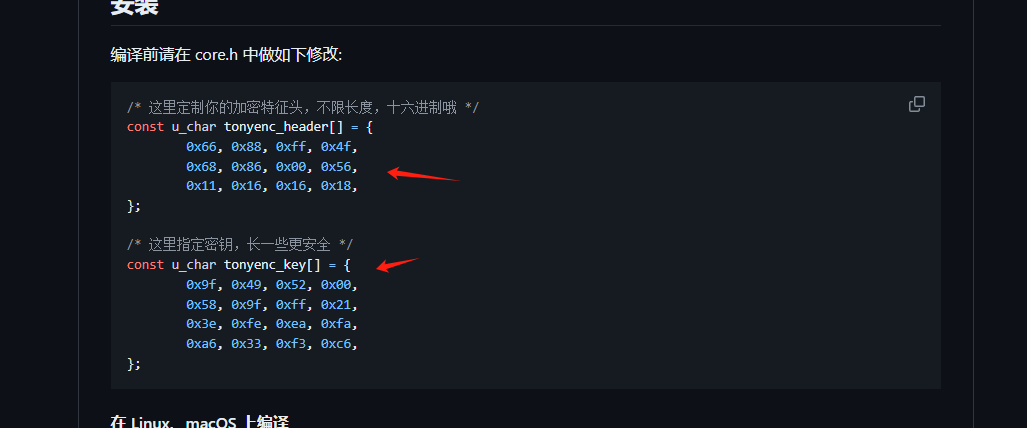 安装
编译前请在 core.h 中做如下修改:
/* 这里定制你的加密特征头，不限长度，十六进制哦 */
const u_char tonyenc_header[] = {
0x66, 0x88, 0xff, 0x4f,
0x68, 0x86, 0x00, 0x56,
0x11, 0x16, 0x16, 0x18,
};
/* 这里指定密钥，长一些更安全 */
const u_char tonyenc_key[] = {
0x9f, 0x49, 0x52, 0x00,
0x58, 0x9f, 0xff, 0x21,
0x3e, 0xfe, 0xea, 0xfa,
0xa6, 0x33, 0xf3, 0xc6,
};
在 Linux、macOS 上编译